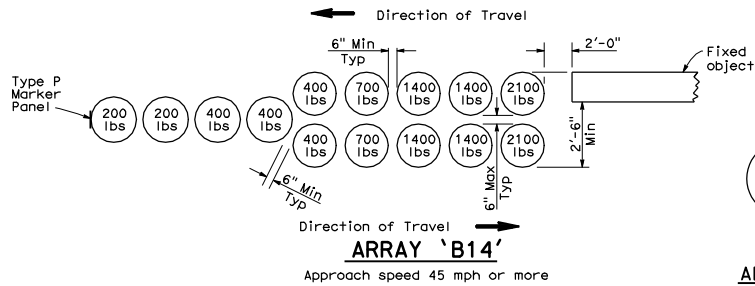 Direction of Travel
6" Min
Typ
2'-0"
Fixed
object
Type P
Marker
Panel
400
lbs
700
lbs
1400
lbs
1400
lbs
2100
lbs
200
lbs
200
lbs
400
lbs
400
lbs
400
lbs
700
lbs
1400
lbs
1400
lbs
2100
lbs
2'-6"
Min
6" Min
Typ
6" Max
Typ
Direction of Travel
ARRAY 'B14'
Approach speed 45 mph or more